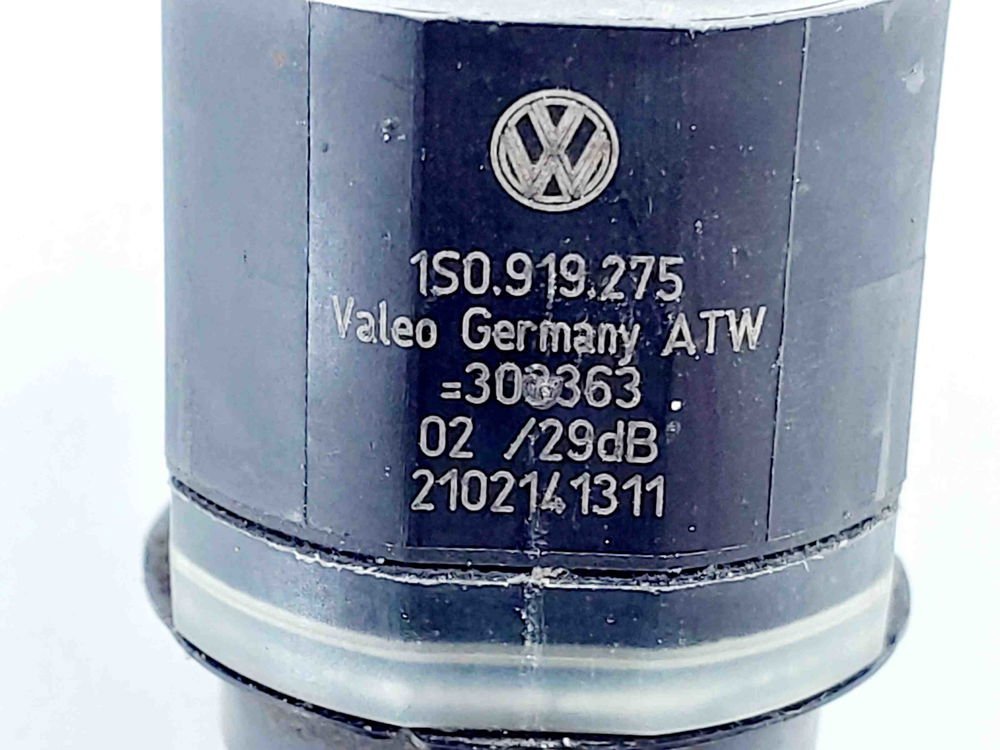 1S0.919.275
Valeo Germany ATW
02 /29dB
2102141311